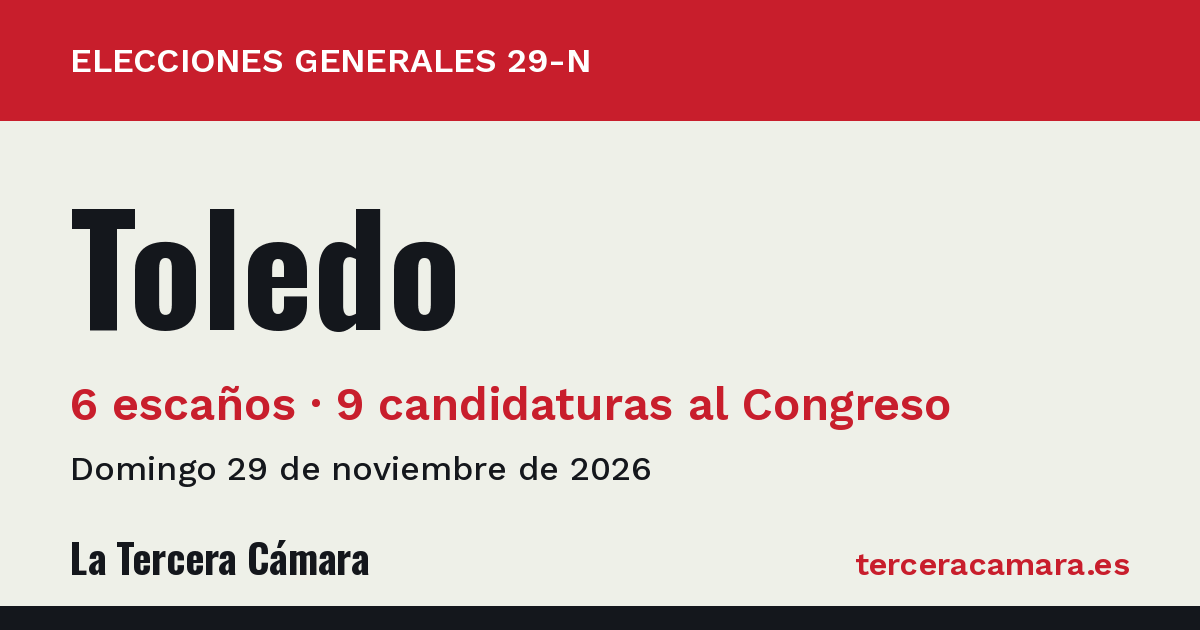 ELECCIONES GENERALES 29-N
Toledo
6 escaños · 9 candidaturas al Congreso
Domingo 29 de noviembre de 2026
La Tercera Cámara
terceracamara.es